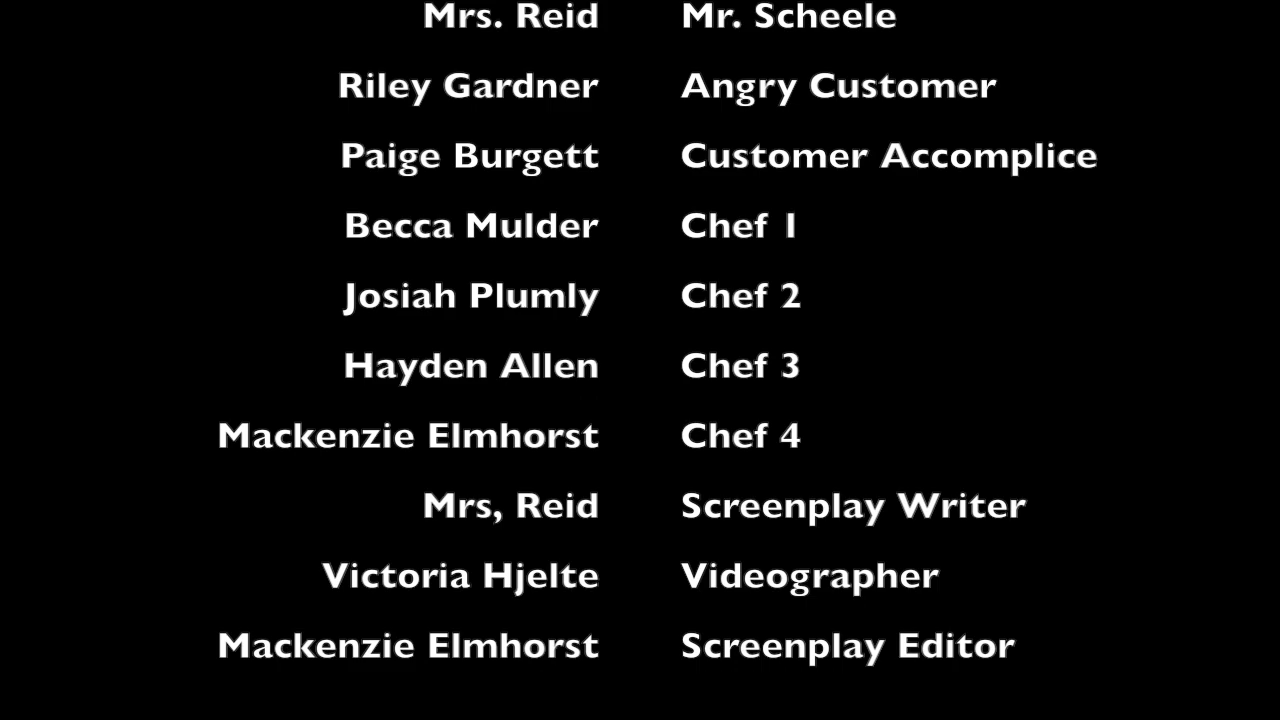 Mrs. Reid Mr. Scheele
Riley Gardner Angry Customer
Paige Burgett Customer Accomplice
Becca Mulder Chef 1
Josiah Plumly Chef 2
Hayden Allen Chef 3
Mackenzie Elmhorst Chef 4
Mrs, Reid Screenplay Writer
Victoria Hjelte Videographer
Mackenzie Elmhorst Screenplay Editor